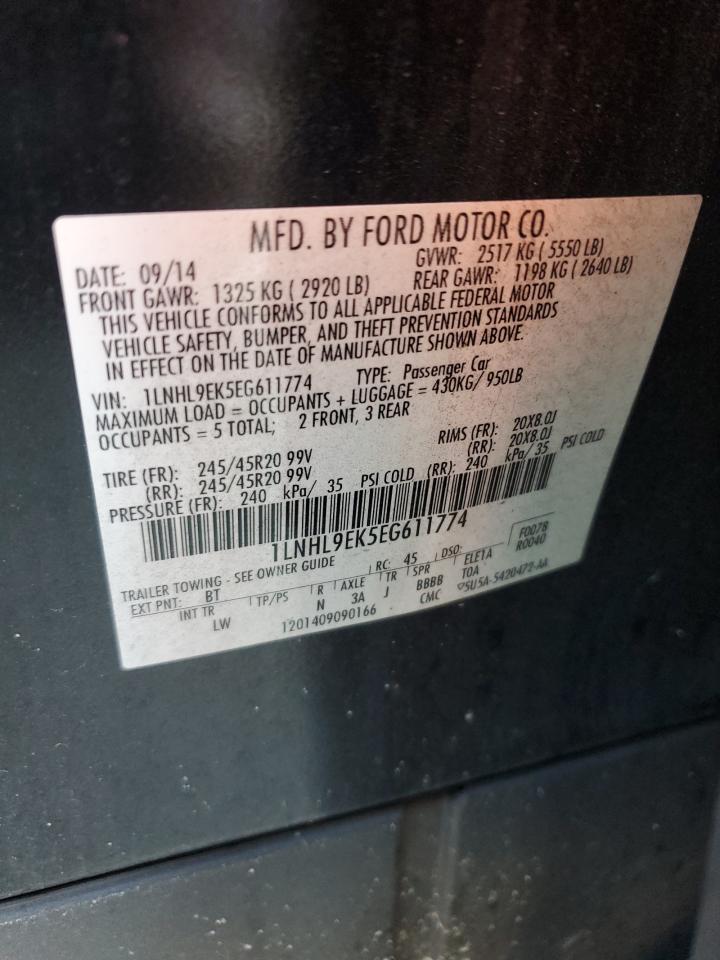 MFD. BY FORD MOTOR CO.
DATE: 09/14 GVWR: 2517 KG ( 5550 LB)
FRONT GAWR: 1325 KG ( 2920 LB) REAR GAWR: 1198 KG ( 2640 LB)
THIS VEHICLE CONFORMS TO ALL APPLICABLE FEDERAL MOTOR
VEHICLE SAFETY, BUMPER, AND THEFT PREVENTION STANDARDS
IN EFFECT ON THE DATE OF MANUFACTURE SHOWN ABOVE.
VIN: 1LNHL9EK5EG611774 TYPE: Passenger Car
MAXIMUM LOAD = OCCUPANTS + LUGGAGE = 430KG/ 950LB
OCCUPANTS = 5 TOTAL; 2 FRONT, 3 REAR
TIRE (FR): 245/45R20 99V RIMS (FR): 20X8.0J
(RR): 245/45R20 99V (RR): 20X8.0J
PRESSURE (FR): 240 kPa/ 35 PSI COLD (RR): 240 kPa/ 35 PSI COLD
1LNHL9EK5EG611774
TRAILER TOWING - SEE OWNER GUIDE F0078
EXT PNT: BT RC: 45 DSO: ELE1A R0040
INT TR TP/PS R AXLE TR SPR TOA
LW N 3A J BBBB
1201409090166 CMC 5U5A-5420472-AA